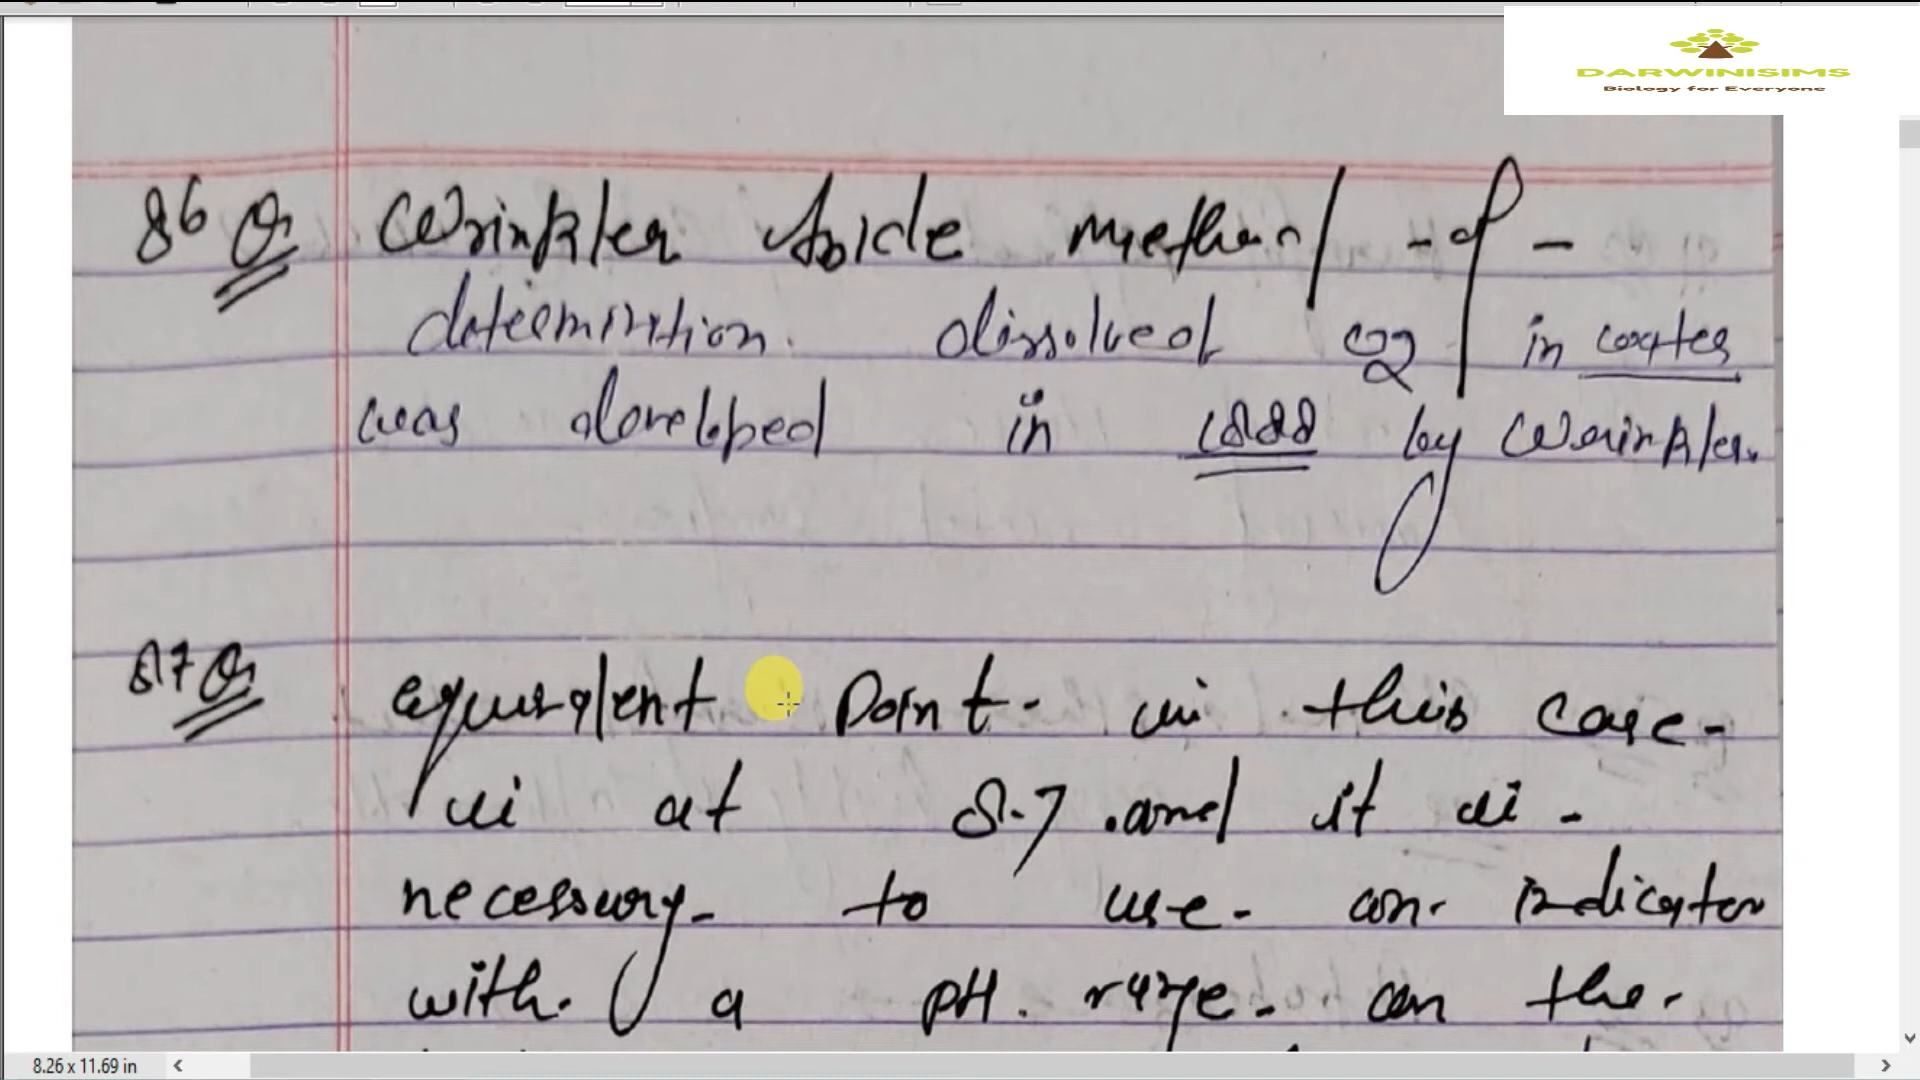 DARWINISIMS
Biology for Everyone
86 Wrinkler Azide method of
determination dissolved O2 in water
was developed in 1888 by Wrinkler.
87 equivalent Point in this case
is at 8.7 and it is
necessary to use an indicator
with a pH range on the
8.26 x 11.69 in